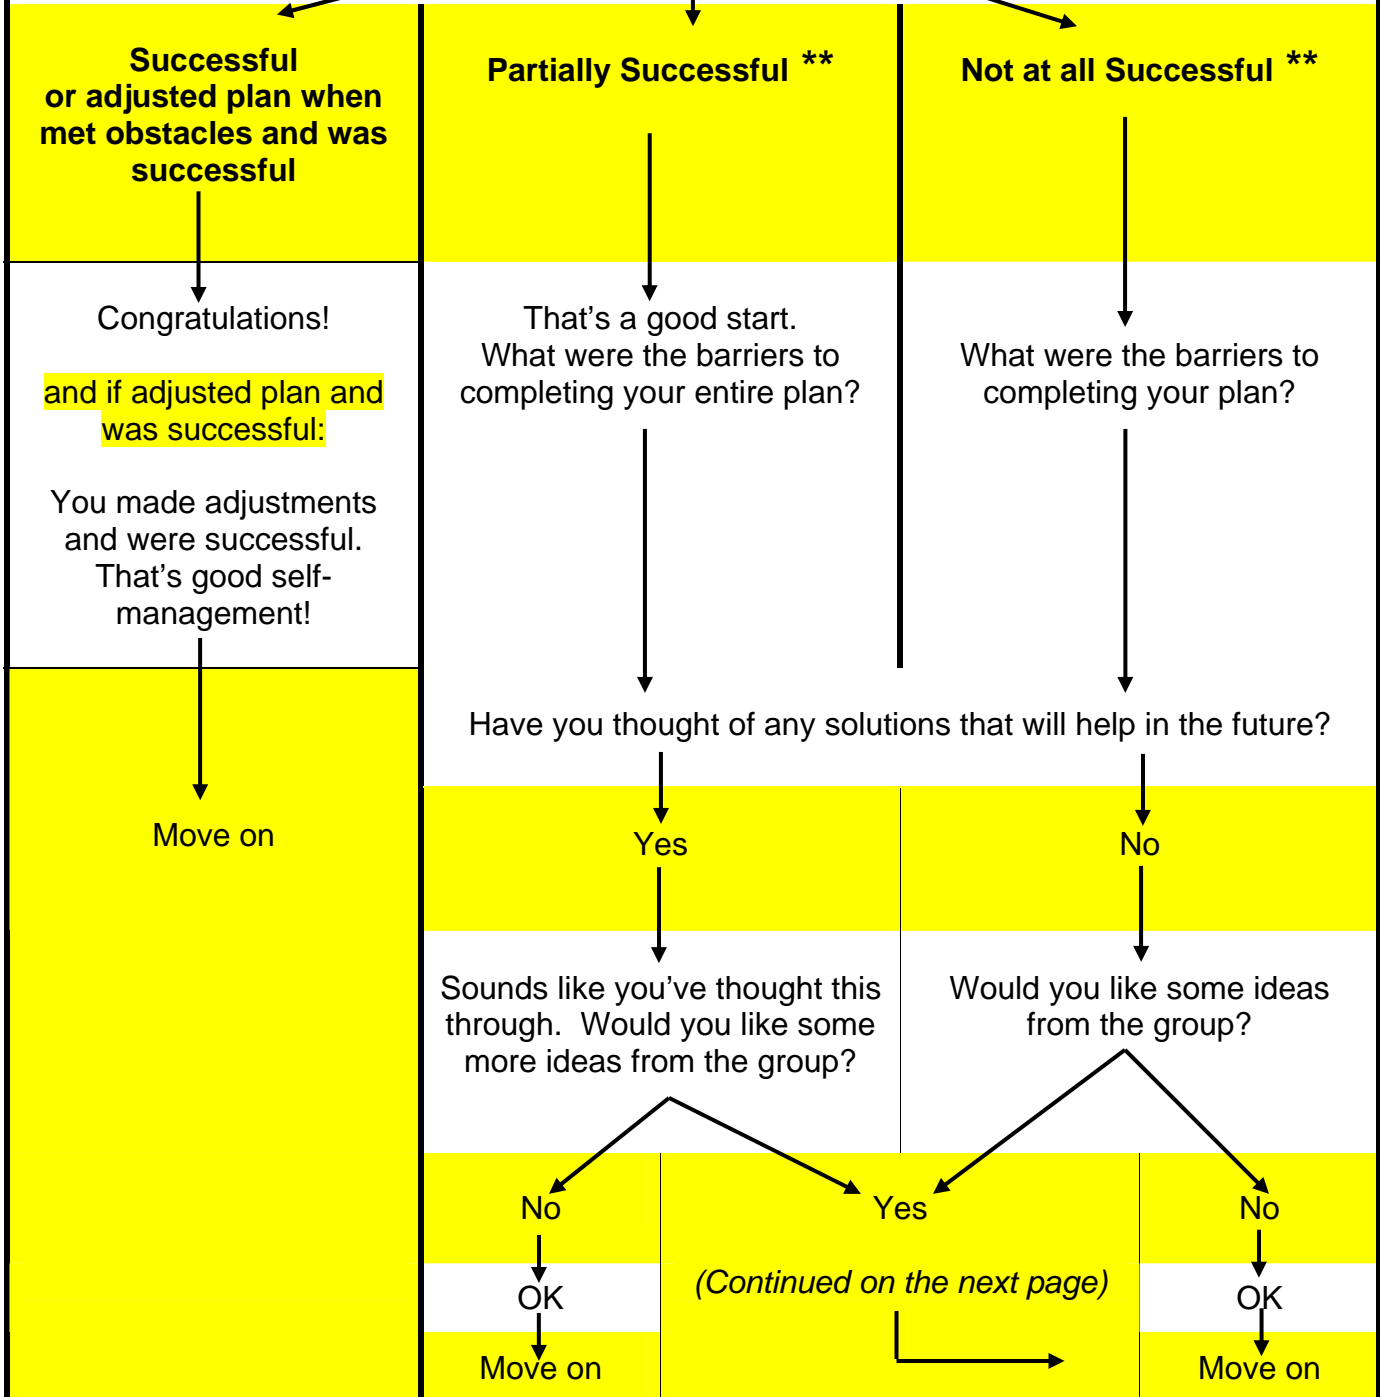 Successful
or adjusted plan when
met obstacles and was
successful
Partially Successful **
Not at all Successful **
Congratulations!
and if adjusted plan and
was successful:
You made adjustments
and were successful.
That’s good self-
management!
Move on
That’s a good start.
What were the barriers to
completing your entire plan?
What were the barriers to
completing your plan?
Have you thought of any solutions that will help in the future?
Yes
No
Sounds like you’ve thought this
through.  Would you like some
more ideas from the group?
Would you like some ideas
from the group?
No
Yes
No
OK
(Continued on the next page)
OK
Move on
Move on